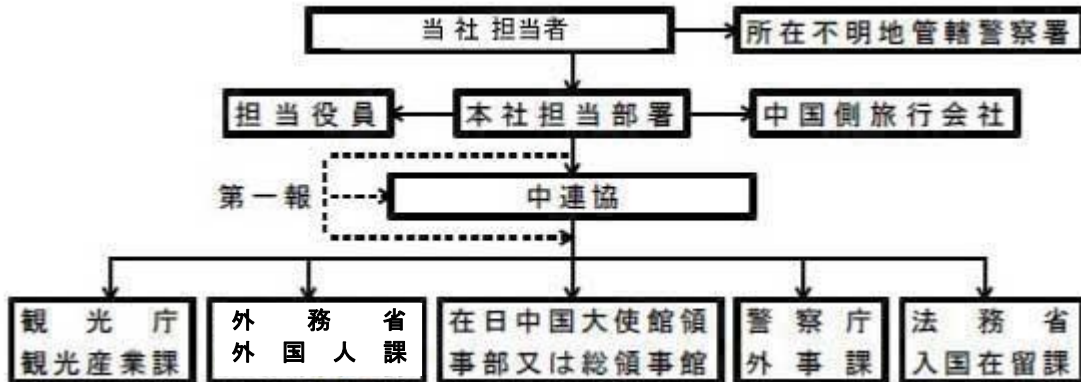 当社 担当者
所在不明地管轄警察署
担当役員
本社担当部署
中国側旅行会社
第一報
中連協
観光庁
観光産業課
外務省
外国人課
在日中国大使館領
事部又は総領事館
警察庁
外事課
法務省
入国在留課